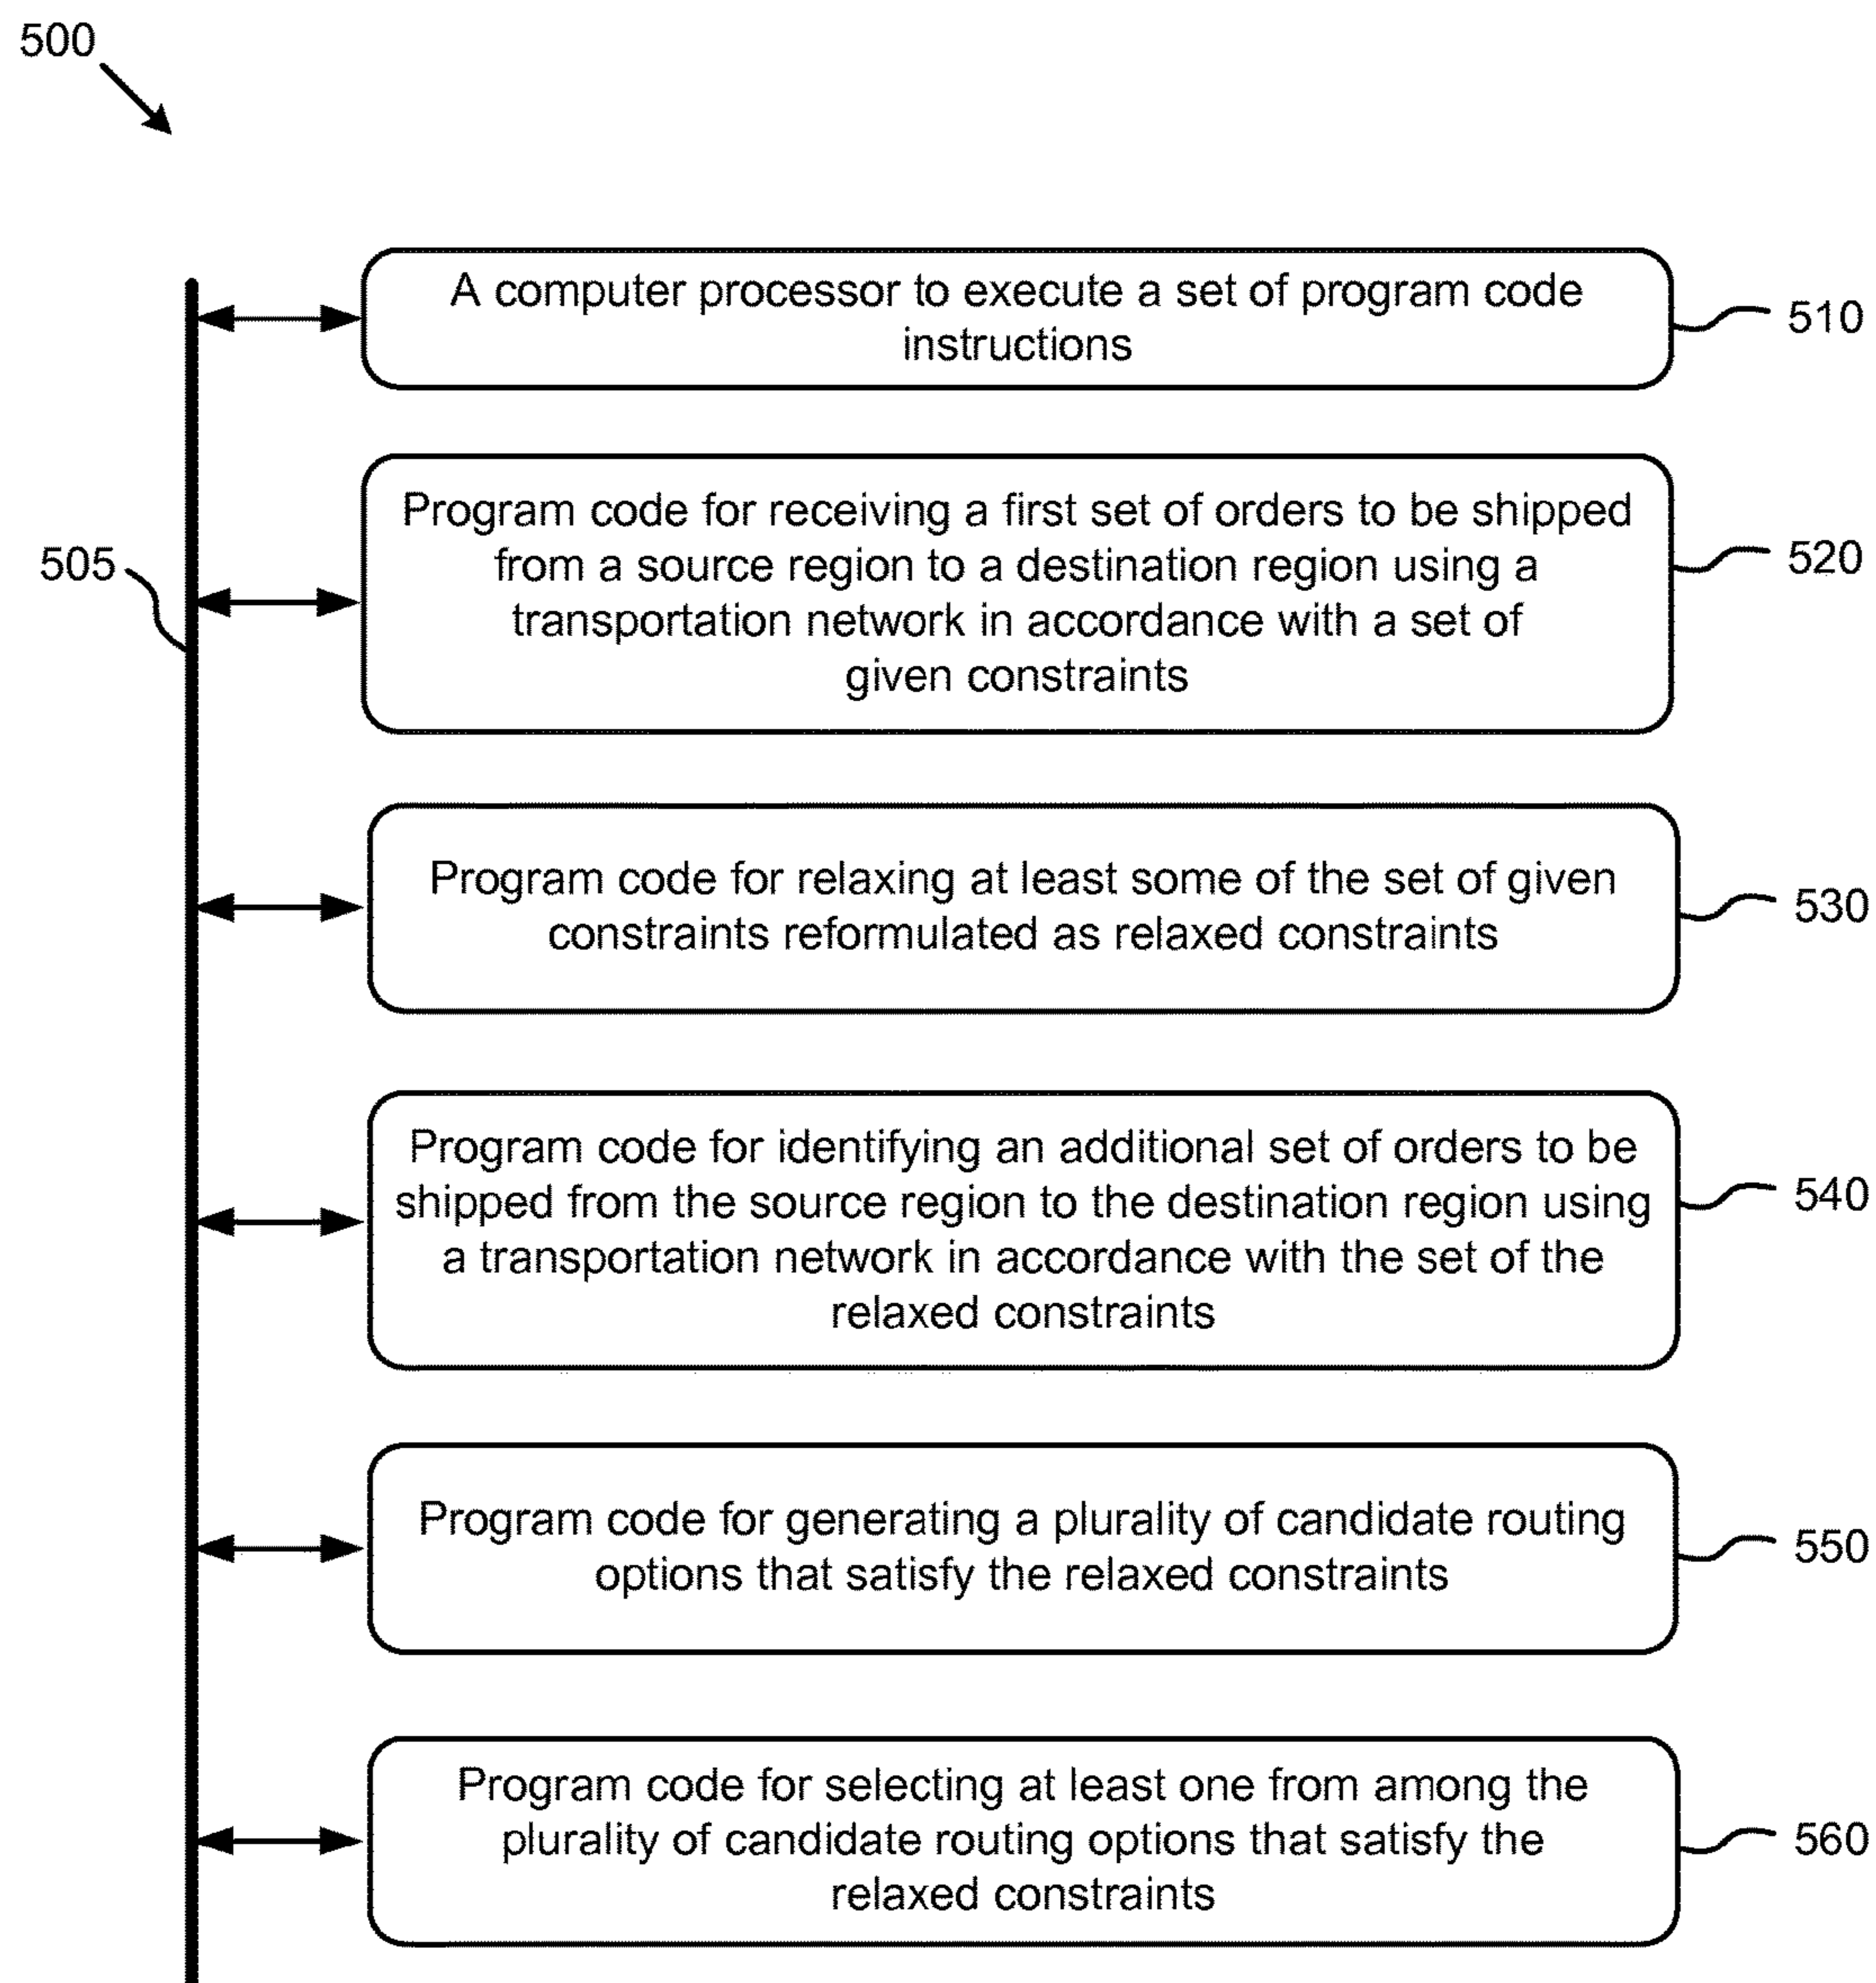 500
A computer processor to execute a set of program code
instructions
510
Program code for receiving a first set of orders to be shipped
from a source region to a destination region using a
transportation network in accordance with a set of
given constraints
520
505
Program code for relaxing at least some of the set of given
constraints reformulated as relaxed constraints
530
Program code for identifying an additional set of orders to be
shipped from the source region to the destination region using
a transportation network in accordance with the set of the
relaxed constraints
540
Program code for generating a plurality of candidate routing
options that satisfy the relaxed constraints
550
Program code for selecting at least one from among the
plurality of candidate routing options that satisfy the
relaxed constraints
560